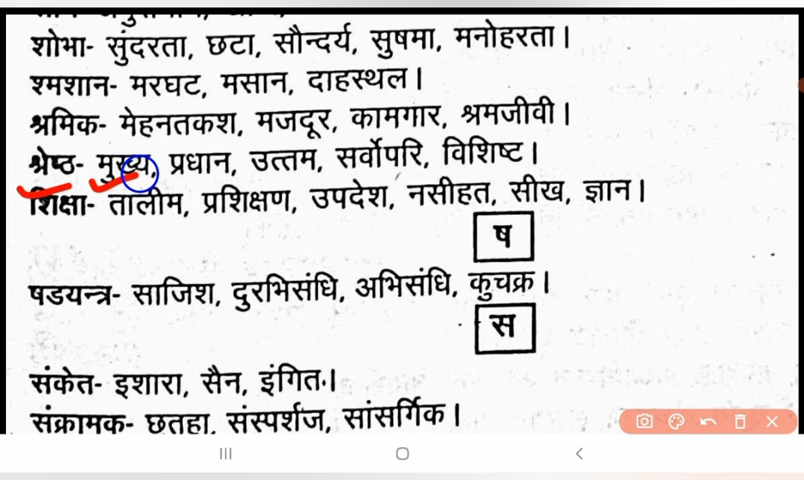 शोभा- सुंदरता, छटा, सौन्दर्य, सुषमा, मनोहरता।
श्मशान- मरघट, मसान, दाहस्थल।
श्रमिक- मेहनतकश, मजदूर, कामगार, श्रमजीवी।
श्रेष्ठ- मुख्य, प्रधान, उत्तम, सर्वोपरि, विशिष्ट।
शिक्षा- तालीम, प्रशिक्षण, उपदेश, नसीहत, सीख, ज्ञान।
ष
षडयन्त्र- साजिश, दुरभिसंधि, अभिसंधि, कुचक्र।
स
संकेत- इशारा, सैन, इंगित।
संक्रामक- छतहा, संस्पर्शज, सांसर्गिक।